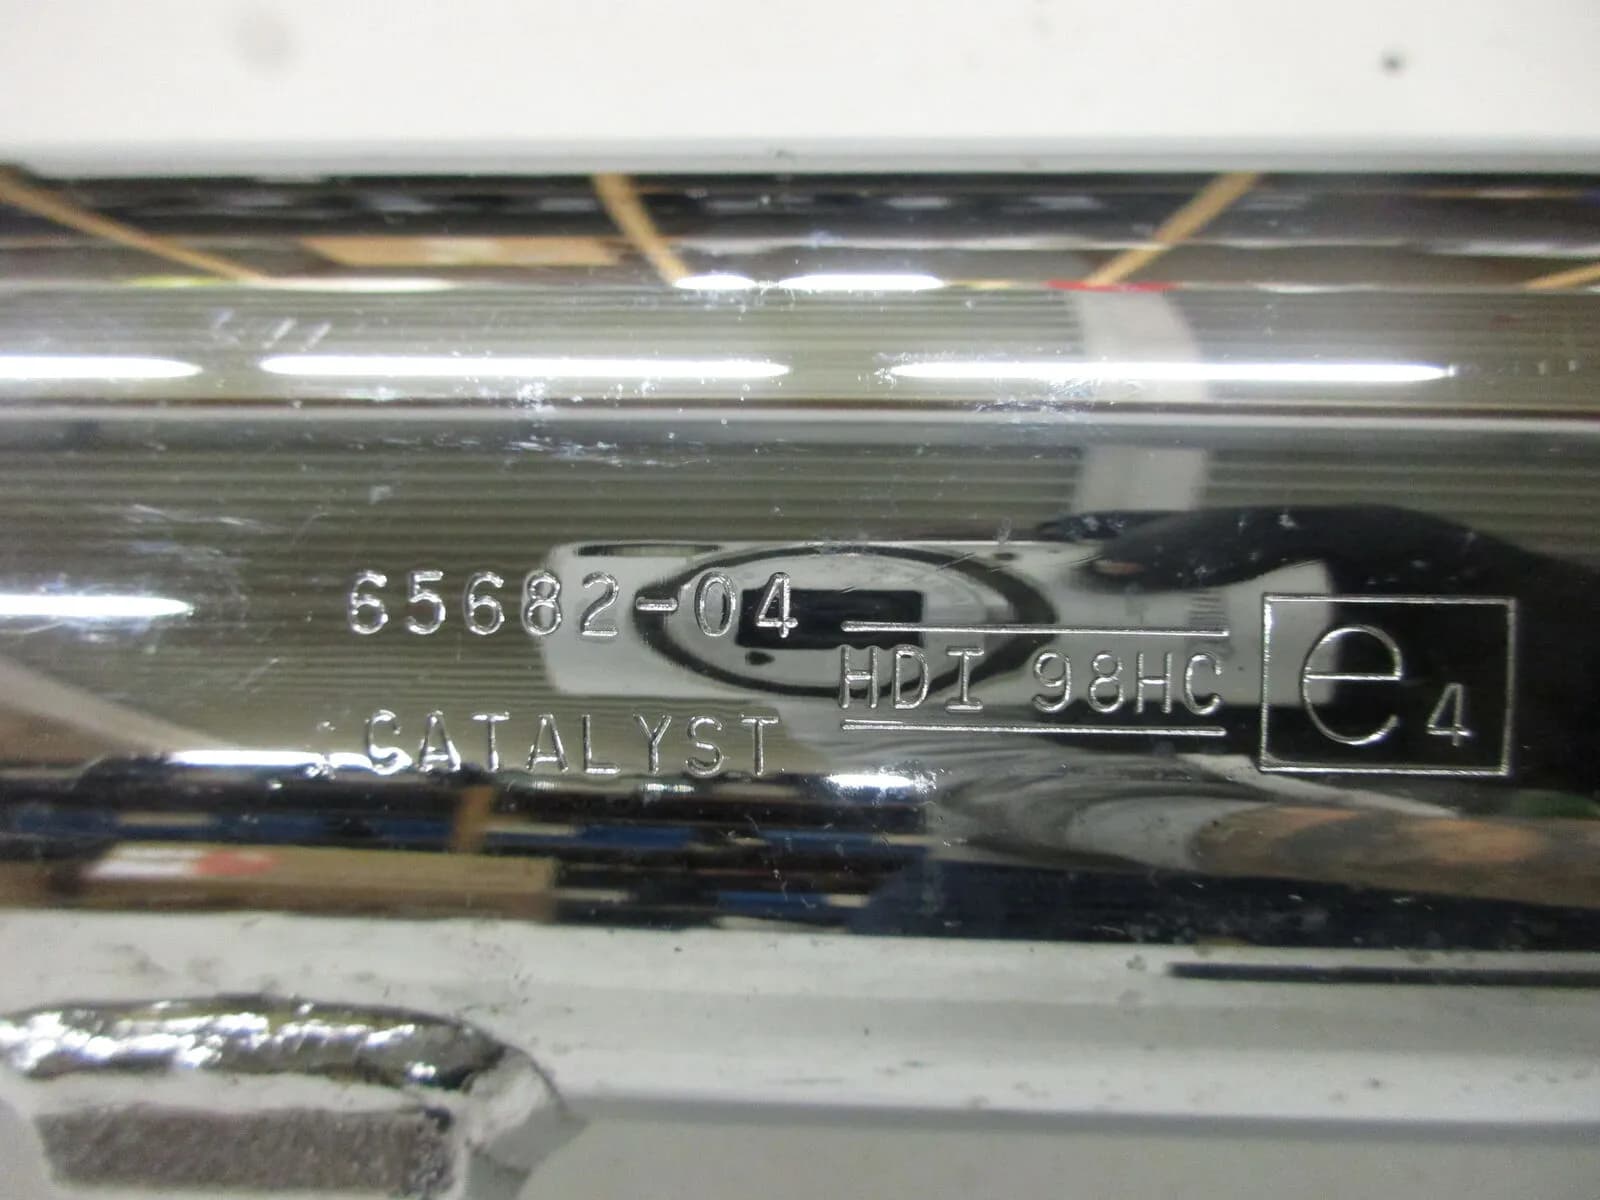 65682-04
CATALYST
HDI 98HC
e4